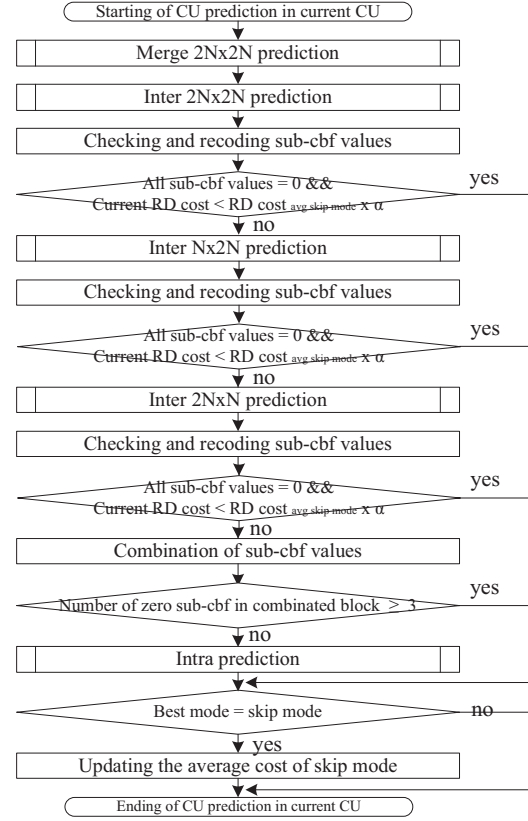 Starting of CU prediction in current CU
Merge 2Nx2N prediction
Inter 2Nx2N prediction
Checking and recoding sub-cbf values
All sub-cbf values = 0 &&
Current RD cost < RD cost avg skip mode x α
yes
no
Inter Nx2N prediction
Checking and recoding sub-cbf values
All sub-cbf values = 0 &&
Current RD cost < RD cost avg skip mode x α
yes
no
Inter 2NxN prediction
Checking and recoding sub-cbf values
All sub-cbf values = 0 &&
Current RD cost < RD cost avg skip mode x α
yes
no
Combination of sub-cbf values
Number of zero sub-cbf in combinated block ≥ 3
yes
no
Intra prediction
Best mode = skip mode
no
yes
Updating the average cost of skip mode
Ending of CU prediction in current CU